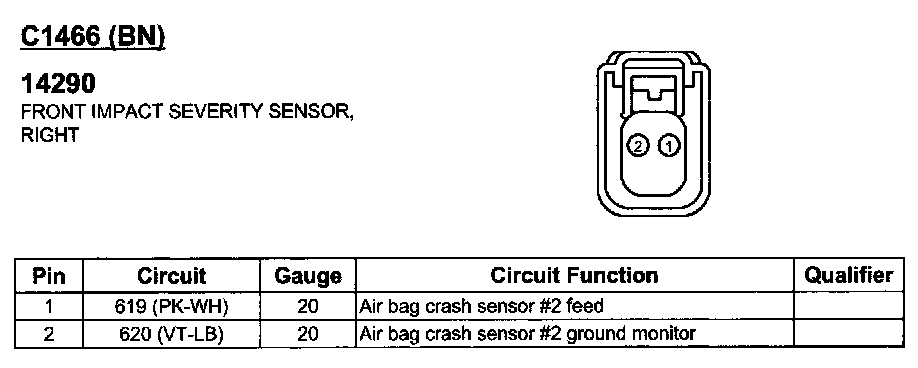 C1466 (BN)
14290
FRONT IMPACT SEVERITY SENSOR,
RIGHT
2 1
Pin Circuit Gauge Circuit Function Qualifier
1 619 (PK-WH) 20 Air bag crash sensor #2 feed
2 620 (VT-LB) 20 Air bag crash sensor #2 ground monitor